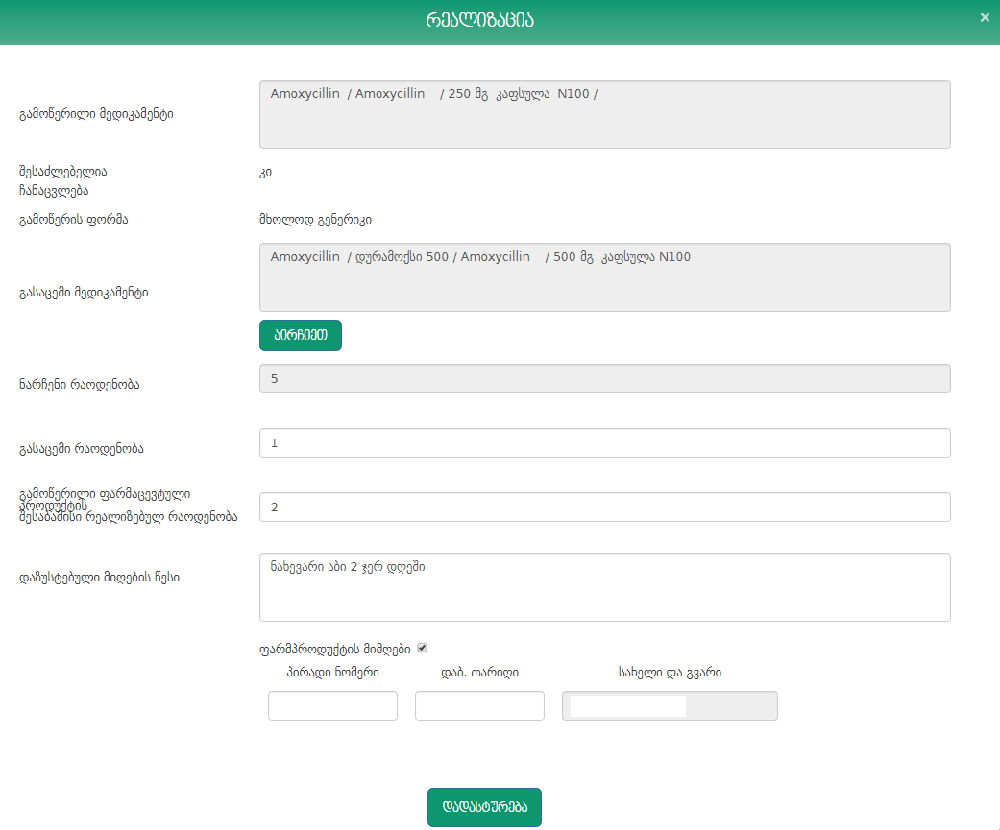 რეალიზაცია
×
გამოწერილი მედიკამენტი
Amoxycillin / Amoxycillin / 250 მგ კაფსულა N100 /
შესაძლებელია
ჩანაცვლება
კი
გამოწერის ფორმა
მხოლოდ გენერიკი
გასაცემი მედიკამენტი
Amoxycillin / დურამოქსი 500 / Amoxycillin / 500 მგ კაფსულა N100
აირჩიეთ
ნარჩენი რაოდენობა
5
გასაცემი რაოდენობა
1
გამოწერილი ფარმაცევტული
პროდუქტის
შესაბამისი რეალიზებულ რაოდენობა
2
დაზუსტებული მიღების წესი
ნახევარი აბი 2 ჯერ დღეში
ფარმპროდუქტის მიმღები
პირადი ნომერი დაბ. თარიღი სახელი და გვარი
დადასტურება